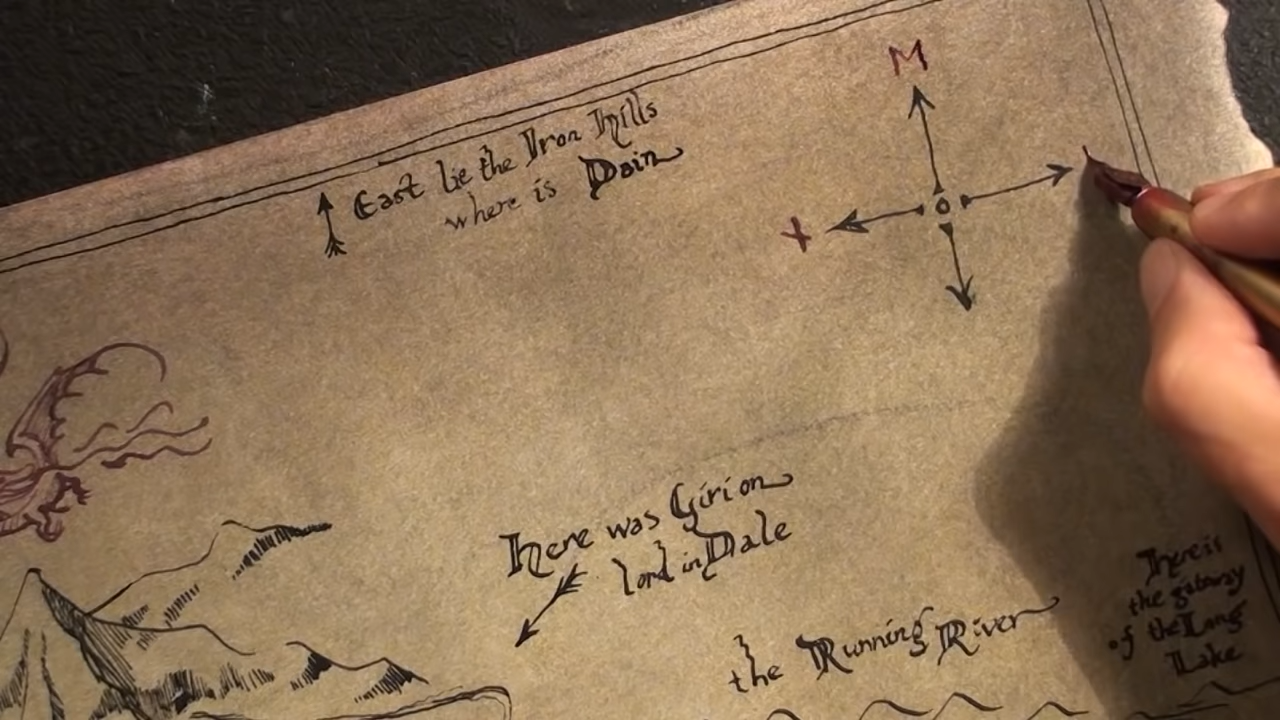 ᛗ
East lie the Iron Hills
where is Dain
ᚾ
Here was Girion
lord in Dale
the Running River
Here is
the gateway
of the Long
Lake